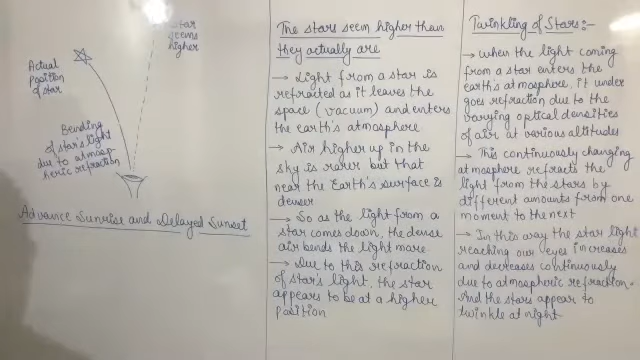 Star
seems
higher
Actual
Position
of star
Bending
of star's light
due to atmosp-
heric refraction
Advance Sunrise and Delayed Sunset
The stars seem higher than
they actually are
→ Light from a star is
refracted as it leaves the
space (vacuum) and enters
the earth's atmosphere
→ Air higher up in the
sky is rarer but that
near the Earth's surface is
denser
→ So as the light from a
star comes down, the dense
air bends the light more.
→ Due to this refraction
of star's light, the star
appears to be at a higher
position
Twinkling of Stars:-
→ when the light coming
from a star enters the
earth's atmosphere, it under
goes refraction due to the
varying optical densities
of air at various altitudes
→ This continuously changing
atmosphere refracts the
light from the stars by
different amounts from one
moment to the next
→ In this way the star light
reaching our eyes increases
and decreases continuously
due to atmospheric refraction.
And the stars appear to
twinkle at night.